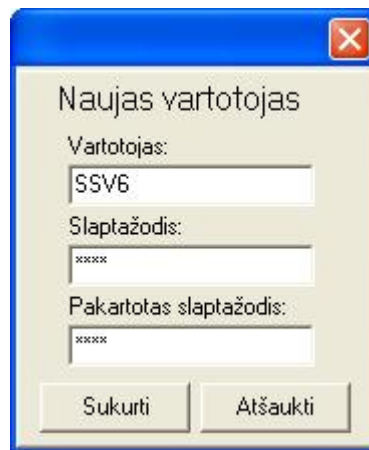 Naujas vartotojas
Vartotojas:
SSV6
Slaptažodis:
****
Pakartotas slaptažodis:
****
Sukurti Atšaukti